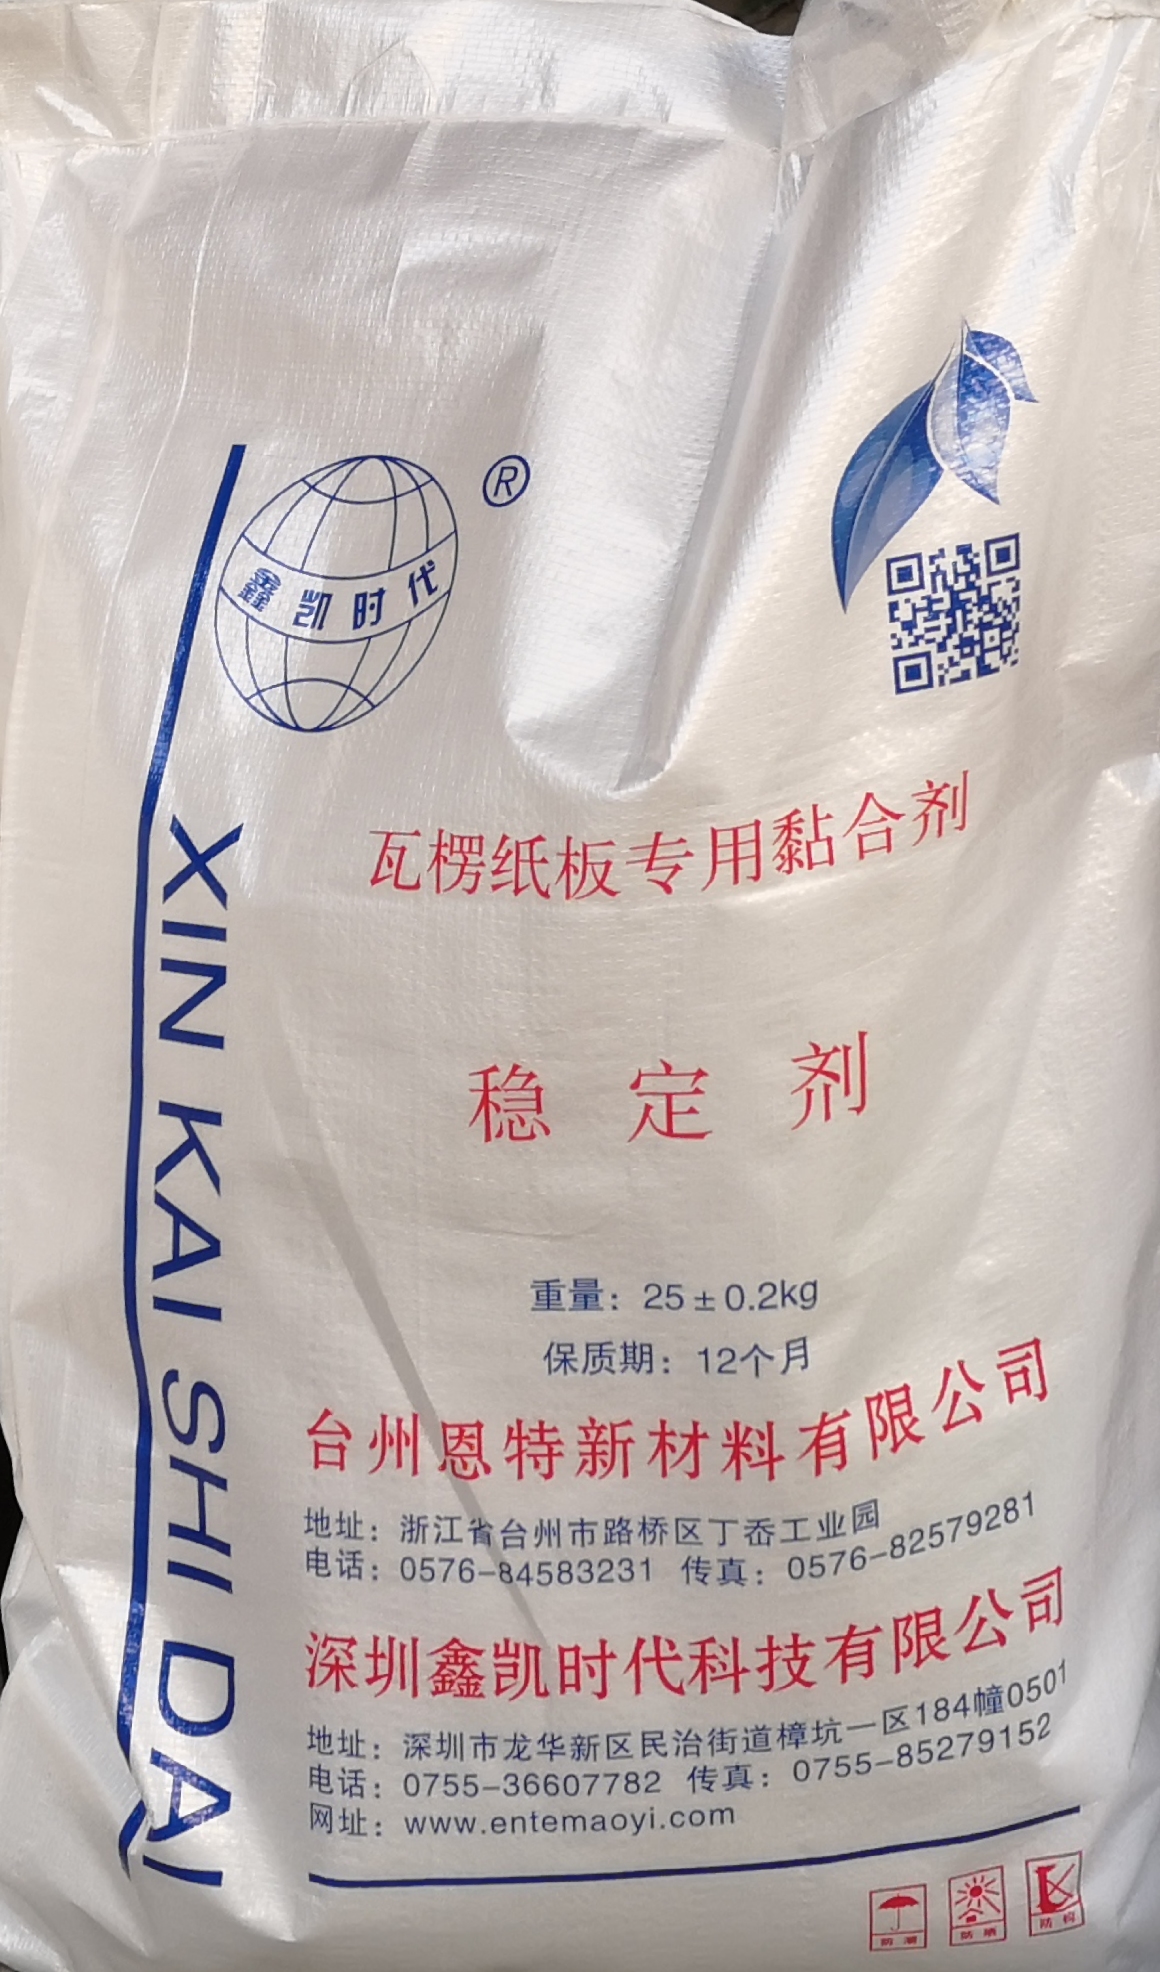 鑫凯时代
®
XIN KAI SHI DAI
瓦楞纸板专用黏合剂
稳定剂
重量：25±0.2kg
保质期：12个月
台州恩特新材料有限公司
地址：浙江省台州市路桥区丁岙工业园
电话：0576-84583231 传真：0576-82579281
深圳鑫凯时代科技有限公司
地址：深圳市龙华新区民治街道樟坑一区184幢0501
电话：0755-36607782 传真：0755-85279152
网址：www.entemaoyi.com
防潮
防晒
防钩